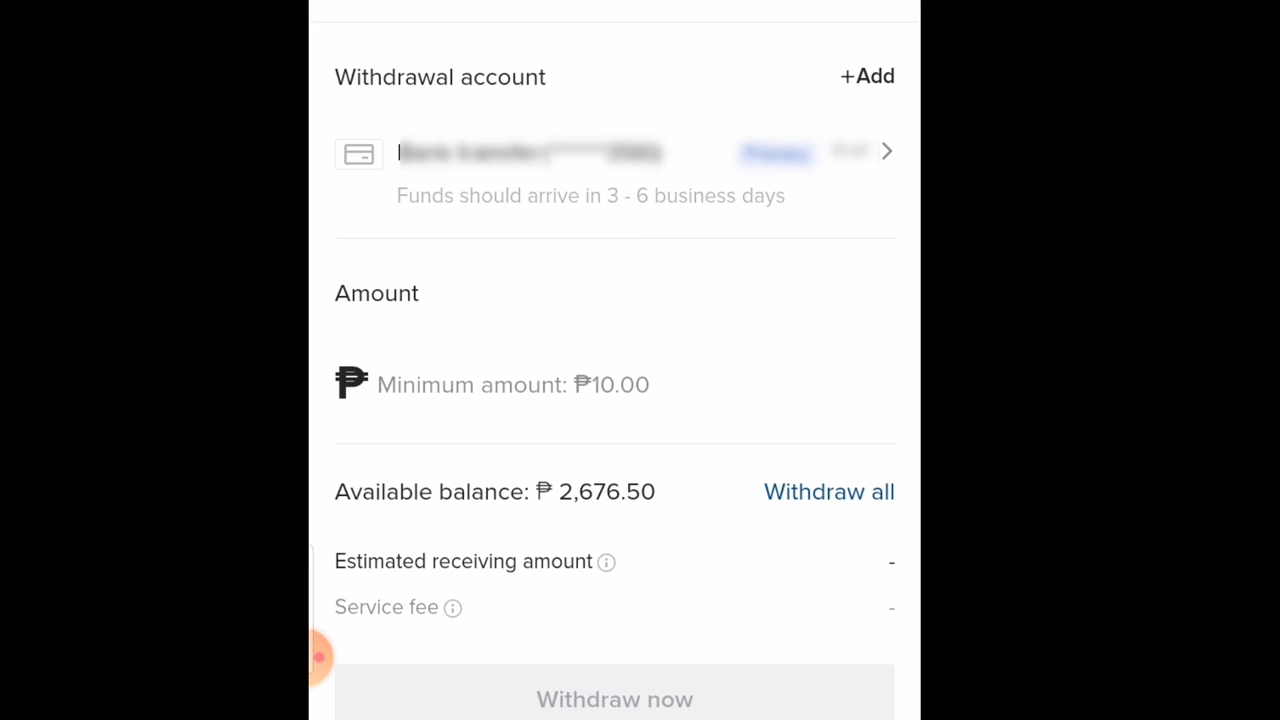 Withdrawal account
+Add
Funds should arrive in 3 - 6 business days
Amount
₱ Minimum amount: ₱10.00
Available balance: ₱ 2,676.50
Withdraw all
Estimated receiving amount
-
Service fee
-
Withdraw now